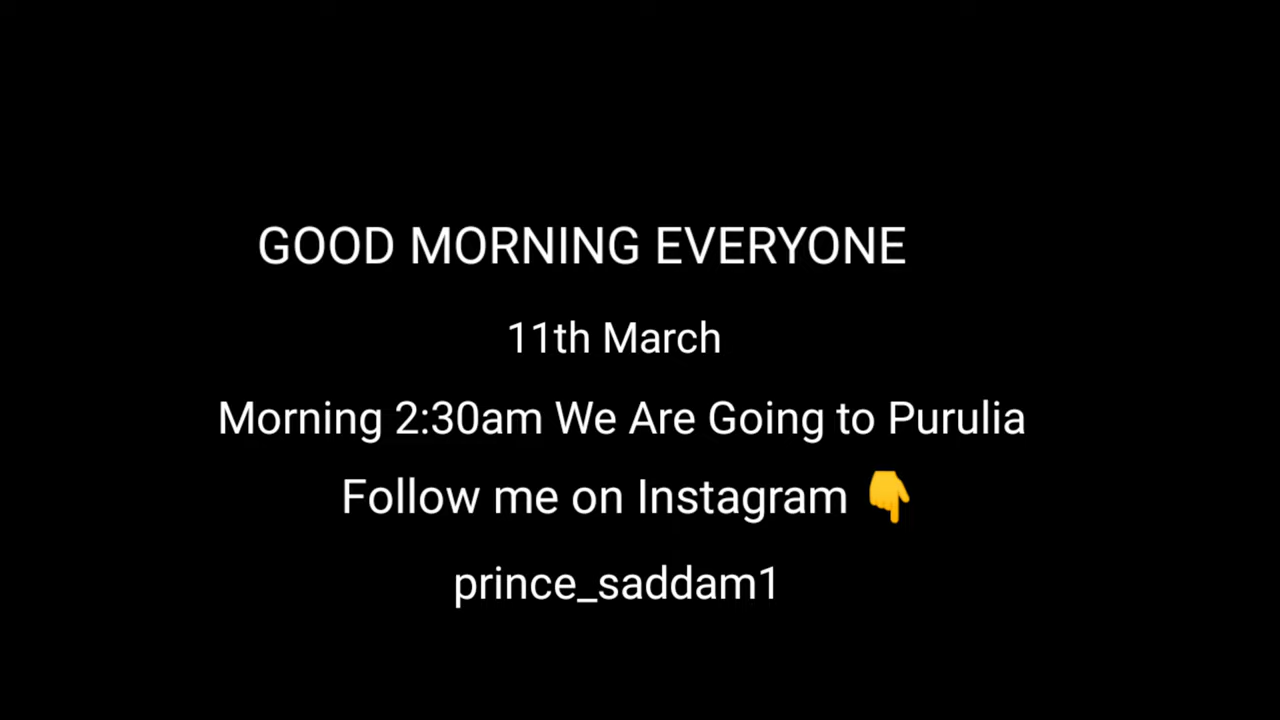 GOOD MORNING EVERYONE
11th March
Morning 2:30am We Are Going to Purulia
Follow me on Instagram 👇
prince_saddam1